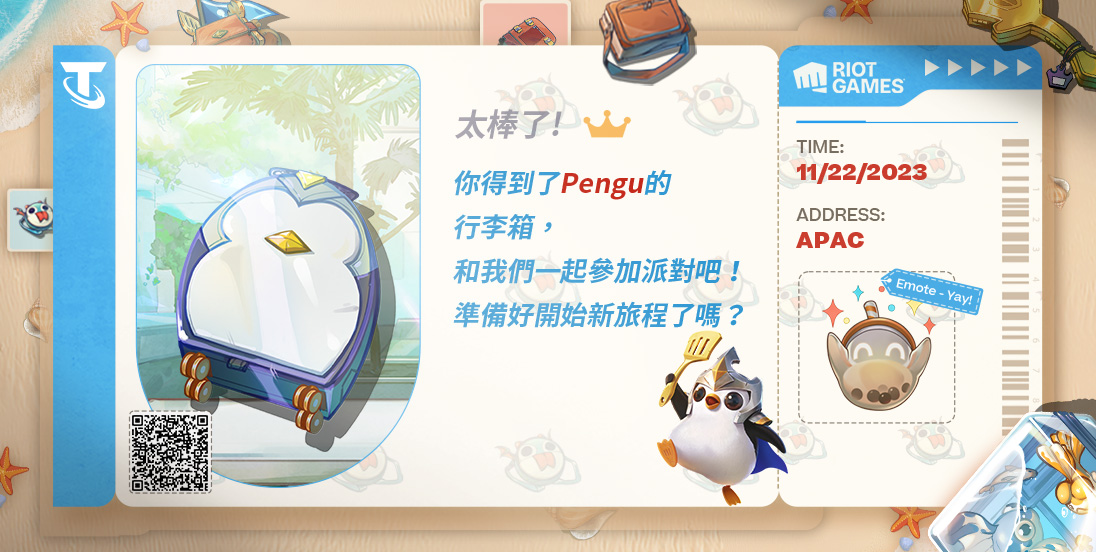 太棒了!
你得到了Pengu的
行李箱，
和我們一起參加派對吧！
準備好開始新旅程了嗎？
RIOT
GAMES
TIME:
11/22/2023
ADDRESS:
APAC
Emote - Yay!